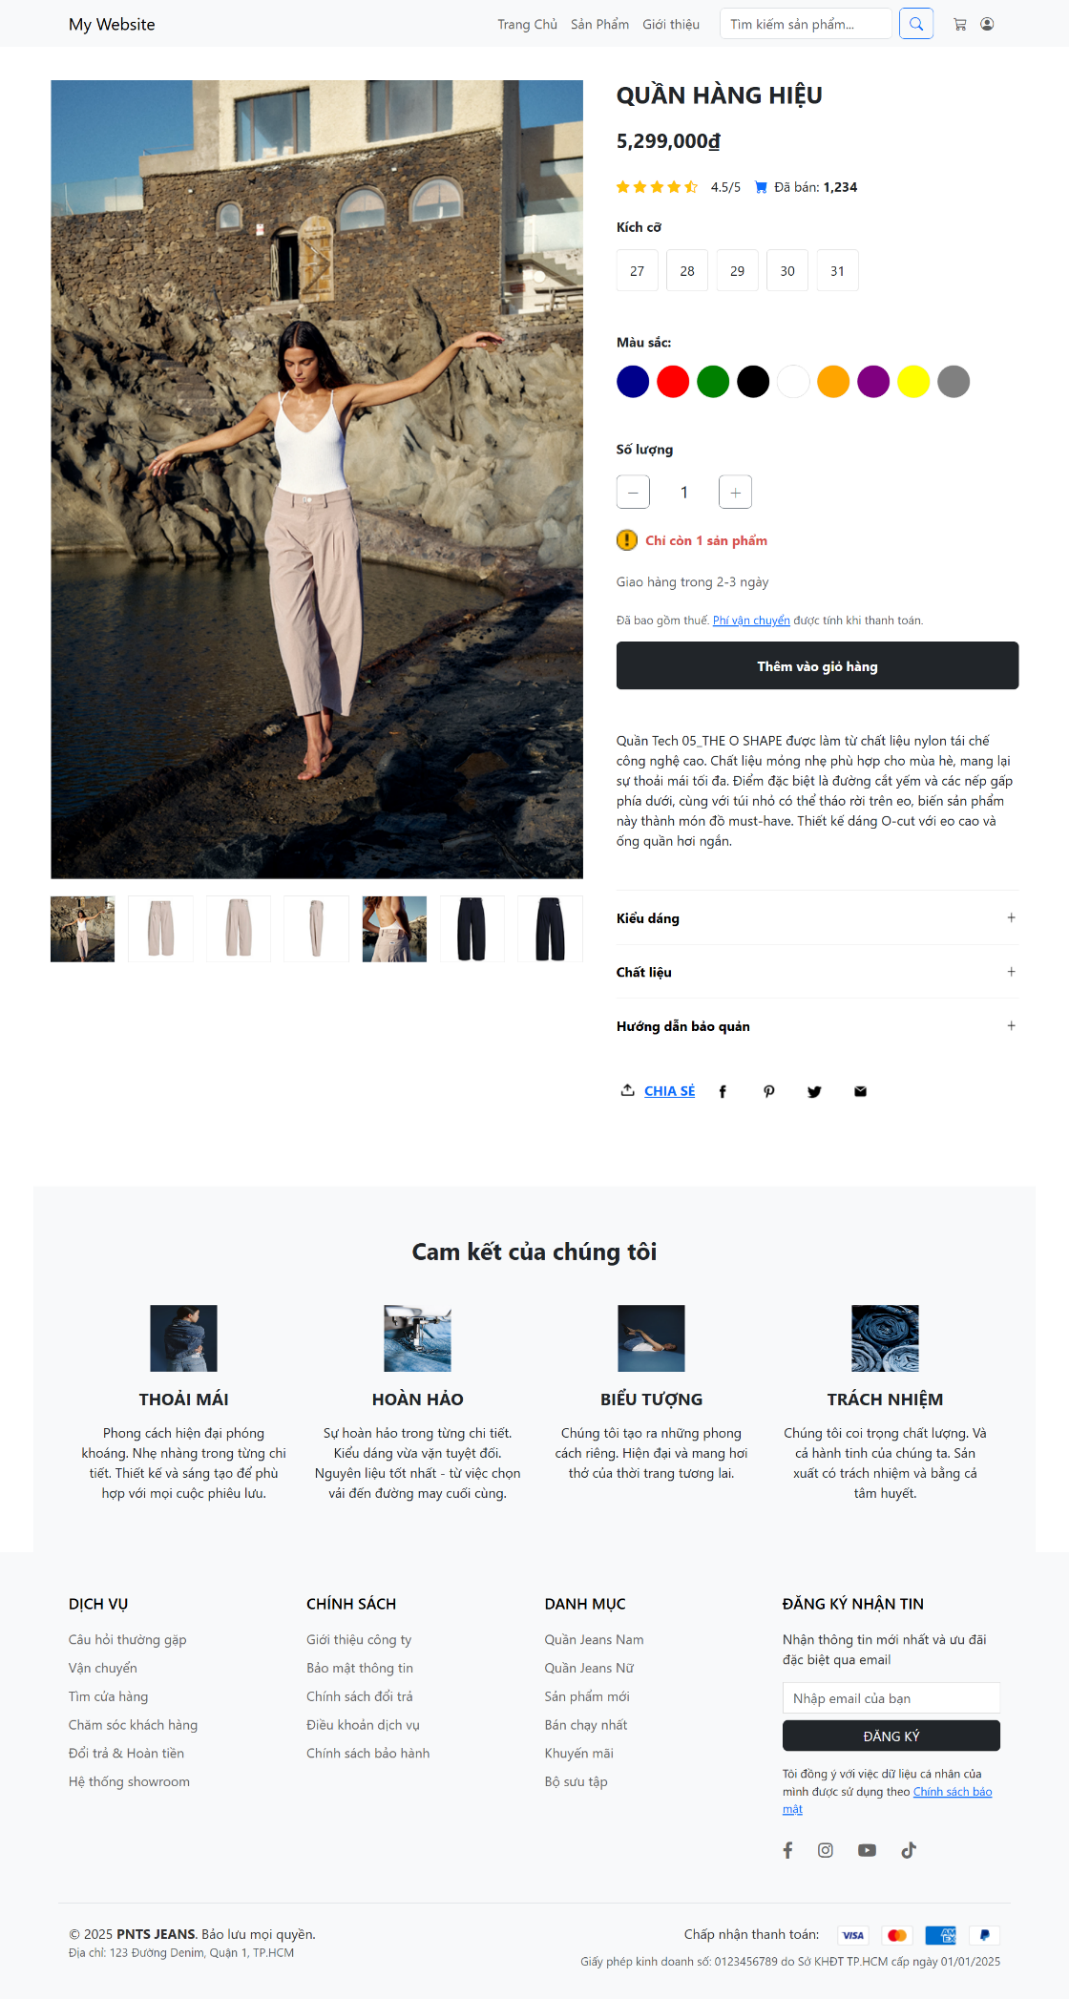 My Website
Trang Chủ Sản Phẩm Giới thiệu Tìm kiếm sản phẩm...
QUẦN HÀNG HIỆU
5,299,000₫
4.5/5 Đã bán: 1,234
Kích cỡ
27 28 29 30 31
Màu sắc:
Số lượng
− 1 +
Chỉ còn 1 sản phẩm
Giao hàng trong 2-3 ngày
Đã bao gồm thuế. Phí vận chuyển được tính khi thanh toán.
Thêm vào giỏ hàng
Quần Tech 05_THE O SHAPE được làm từ chất liệu nylon tái chế
công nghệ cao. Chất liệu mỏng nhẹ phù hợp cho mùa hè, mang lại
sự thoải mái tối đa. Điểm đặc biệt là đường cắt yếm và các nếp gấp
phía dưới, cùng với túi nhỏ có thể tháo rời trên eo, biến sản phẩm
này thành món đồ must-have. Thiết kế dáng O-cut với eo cao và
ống quần hơi ngắn.
Kiểu dáng +
Chất liệu +
Hướng dẫn bảo quản +
CHIA SẺ
Cam kết của chúng tôi
THOẢI MÁI
Phong cách hiện đại phóng
khoáng. Nhẹ nhàng trong từng chi
tiết. Thiết kế và sáng tạo để phù
hợp với mọi cuộc phiêu lưu.
HOÀN HẢO
Sự hoàn hảo trong từng chi tiết.
Kiểu dáng vừa vặn tuyệt đối.
Nguyên liệu tốt nhất - từ việc chọn
vải đến đường may cuối cùng.
BIỂU TƯỢNG
Chúng tôi tạo ra những phong
cách riêng. Hiện đại và mang hơi
thở của thời trang tương lai.
TRÁCH NHIỆM
Chúng tôi coi trọng chất lượng. Và
cả hành tinh của chúng ta. Sản
xuất có trách nhiệm và bằng cả
tâm huyết.
DỊCH VỤ
Câu hỏi thường gặp
Vận chuyển
Tìm cửa hàng
Chăm sóc khách hàng
Đổi trả & Hoàn tiền
Hệ thống showroom
CHÍNH SÁCH
Giới thiệu công ty
Bảo mật thông tin
Chính sách đổi trả
Điều khoản dịch vụ
Chính sách bảo hành
DANH MỤC
Quần Jeans Nam
Quần Jeans Nữ
Sản phẩm mới
Bán chạy nhất
Khuyến mãi
Bộ sưu tập
ĐĂNG KÝ NHẬN TIN
Nhận thông tin mới nhất và ưu đãi
đặc biệt qua email
Nhập email của bạn
ĐĂNG KÝ
Tôi đồng ý với việc dữ liệu cá nhân của
mình được sử dụng theo Chính sách bảo
mật
© 2025 PNTS JEANS. Bảo lưu mọi quyền.
Địa chỉ: 123 Đường Denim, Quận 1, TP.HCM
Chấp nhận thanh toán: VISA AMEX
Giấy phép kinh doanh số: 0123456789 do Sở KHĐT TP.HCM cấp ngày 01/01/2025